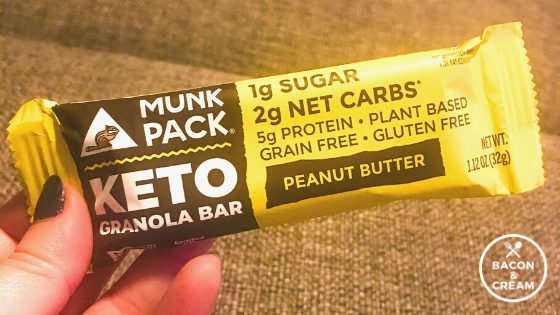 MUNK
PACK®
KETO
GRANOLA BAR
1g SUGAR
2g NET CARBS*
5g PROTEIN • PLANT BASED
GRAIN FREE • GLUTEN FREE
PEANUT BUTTER
NET WT.
1.12 OZ (32g)
BACON
&
CREAM